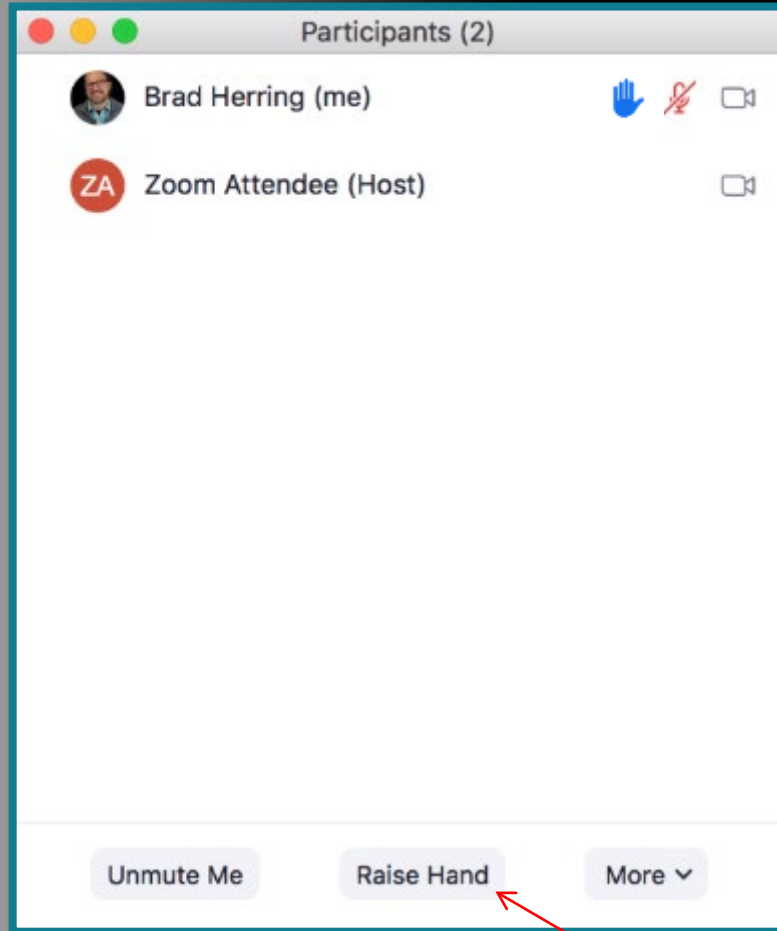 Participants (2)
Brad Herring (me)
ZA Zoom Attendee (Host)
Unmute Me Raise Hand More